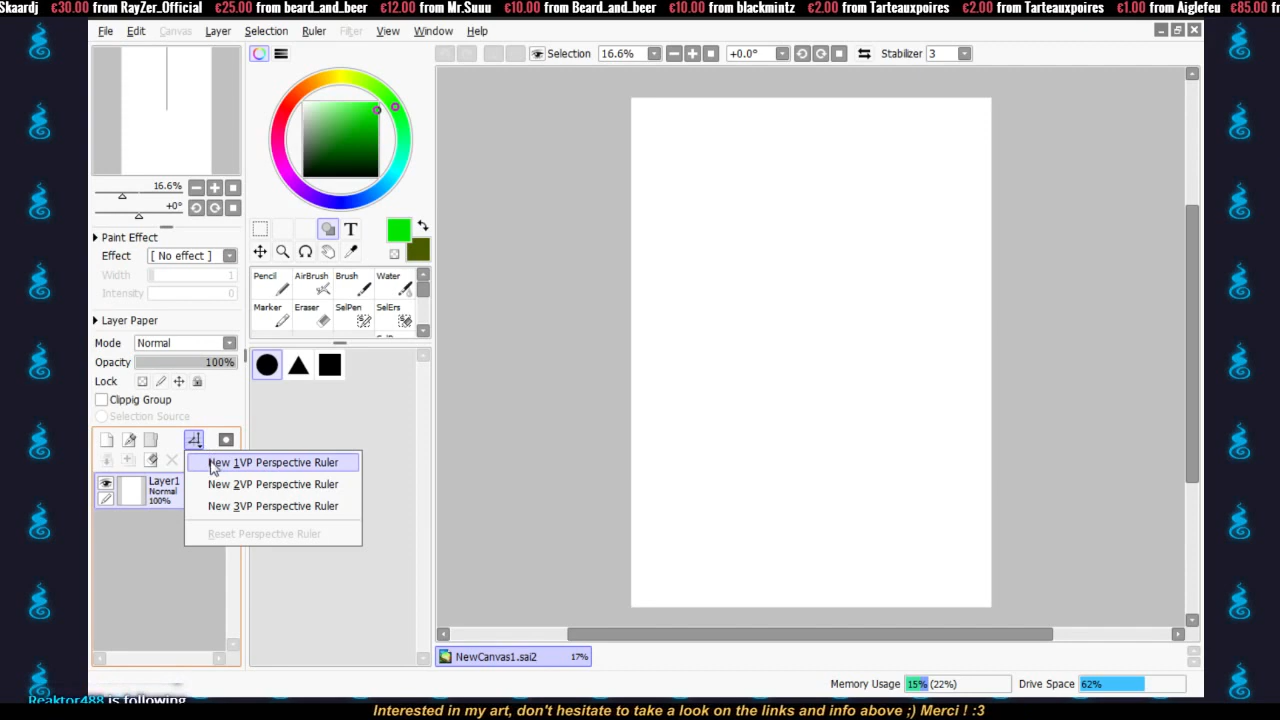 Skaardj €30.00 from RayZer_Official €25.00 from beard_and_beer €12.00 from Mr.Suuu €10.00 from Beard_and_beer €10.00 from blackmintz €2.00 from Tarteauxpoires €2.00 from Tarteauxpoires €1.00 from Aiglefeu €85.00 fr
File Edit Canvas Layer Selection Ruler Filter View Window Help
Selection 16.6% +0.0° Stabilizer 3
16.6%
+0°
Paint Effect
Effect [ No effect ]
Width 1
Intensity 0
Layer Paper
Mode Normal
Opacity 100%
Lock
Clippig Group
Selection Source
T
Pencil AirBrush Brush Water
Marker Eraser SelPen SelErs
New 1VP Perspective Ruler
New 2VP Perspective Ruler
New 3VP Perspective Ruler
Reset Perspective Ruler
Layer1
Normal
100%
NewCanvas1.sai2 17%
Memory Usage 15% (22%) Drive Space 62%
Reaktor488 is following
Interested in my art, don't hesitate to take a look on the links and info above ;) Merci ! :3